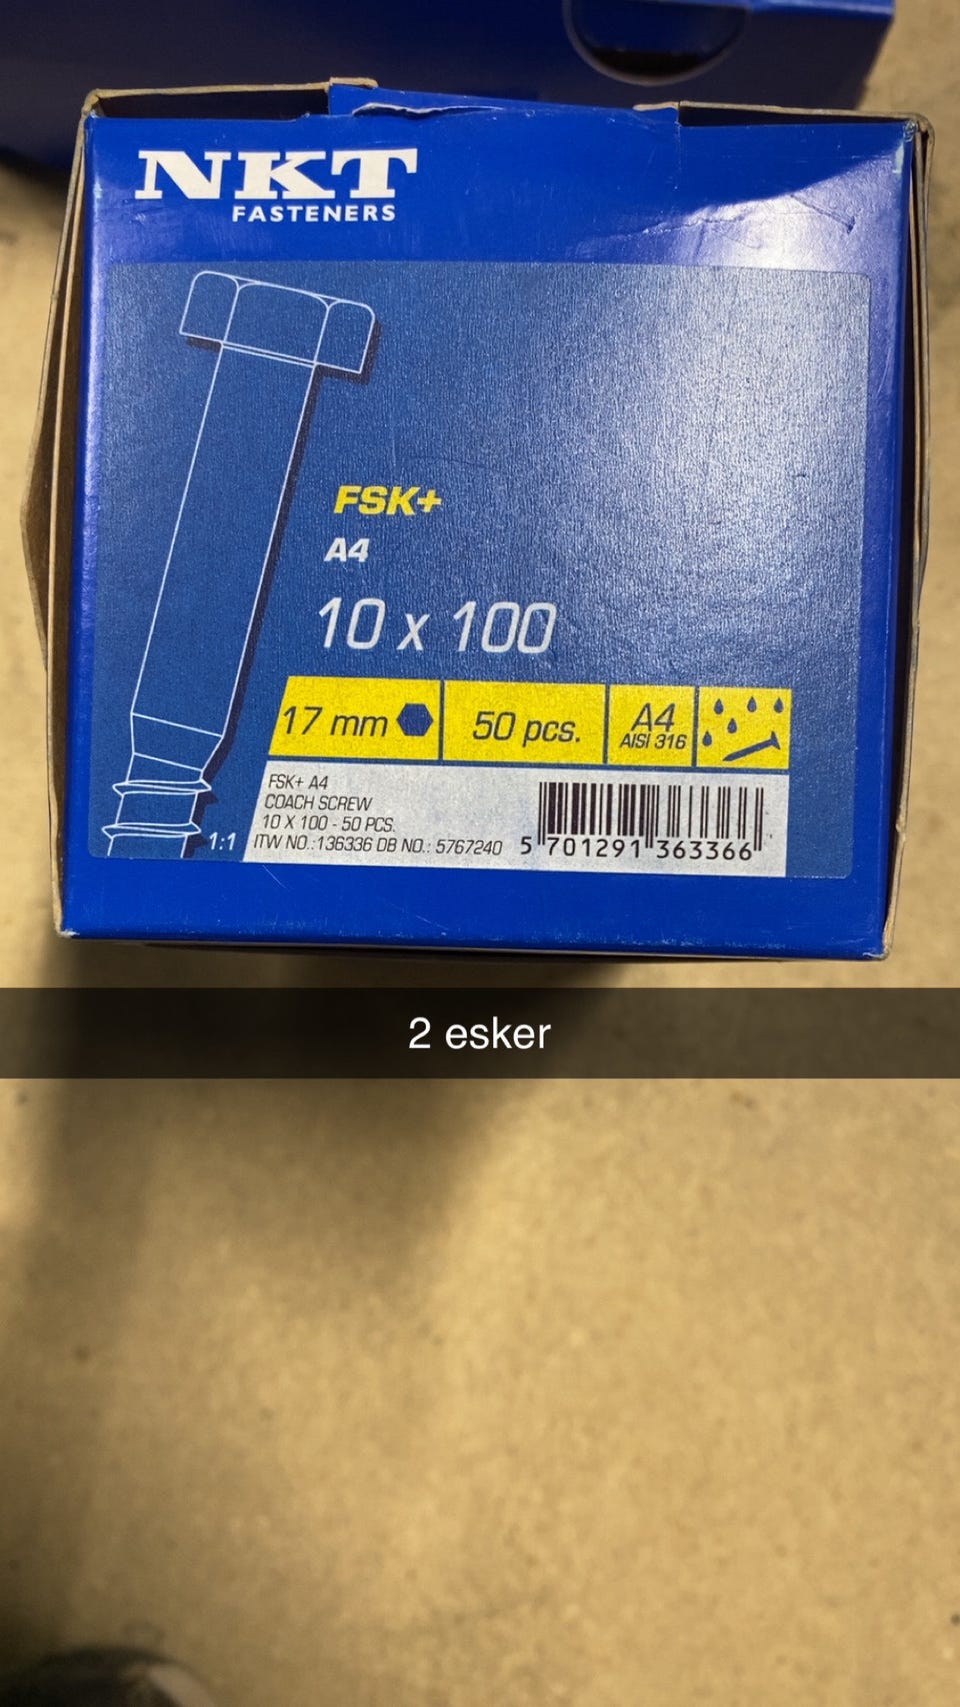 NKT
FASTENERS
FSK+
A4
10 x 100
17 mm 50 pcs. A4 AISI 316
FSK+ A4
COACH SCREW
10 X 100 - 50 PCS.
1:1 ITW NO.:136336 DB NO.: 5767240 5 701291 363366
2 esker